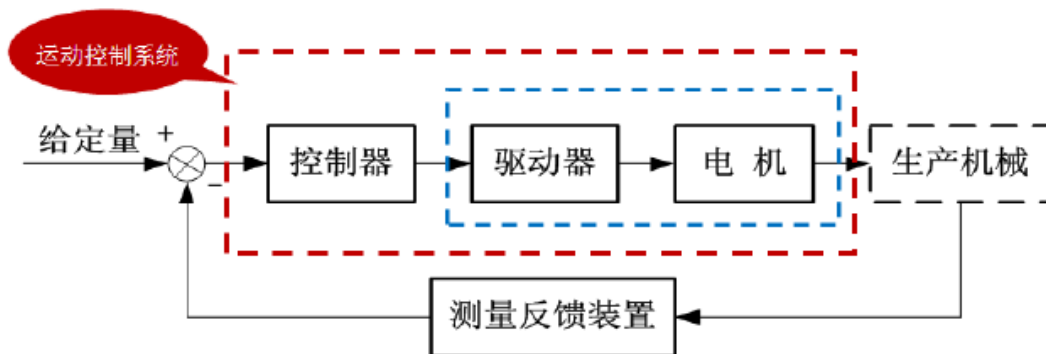 运动控制系统
给定量
+
-
控制器
驱动器
电 机
生产机械
测量反馈装置